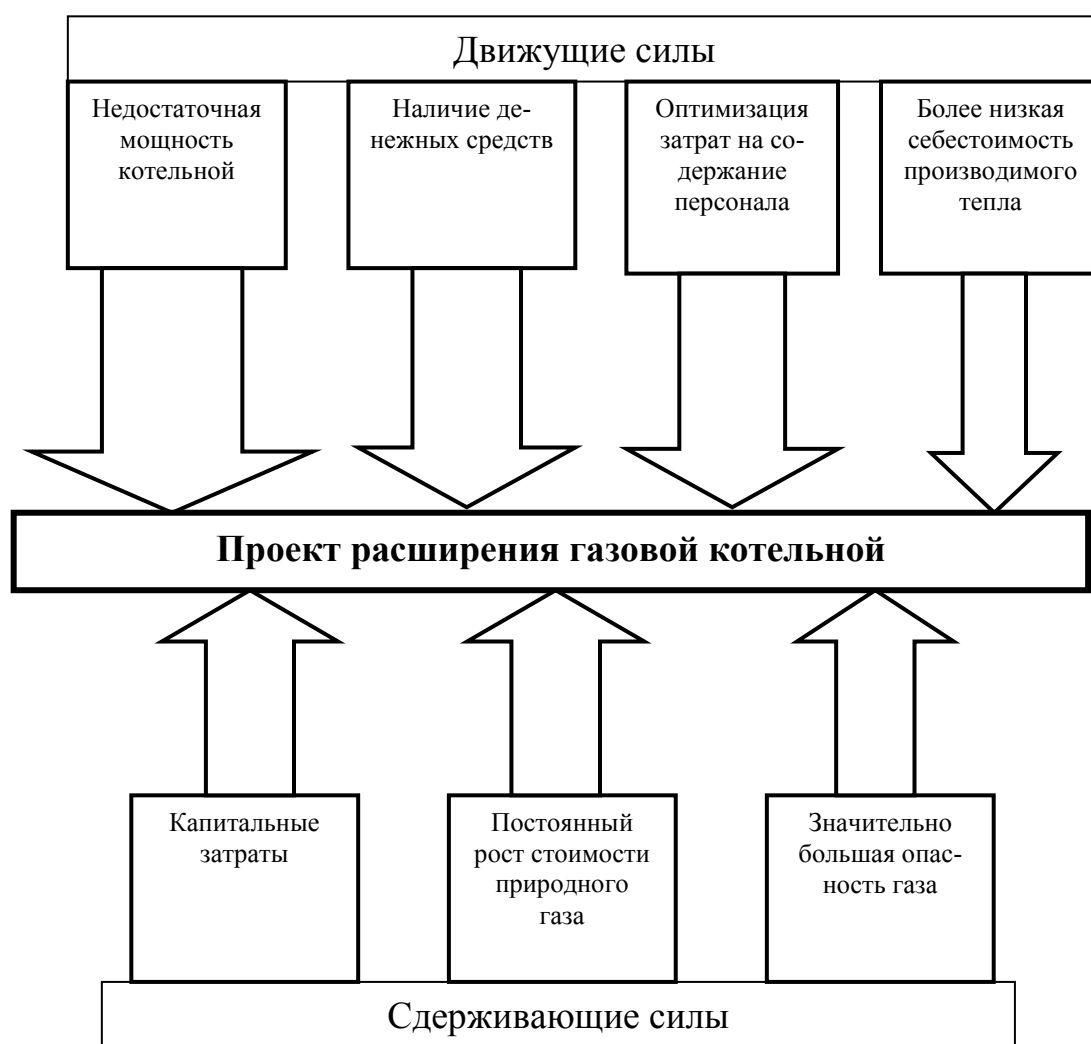 Движущие силы
Недостаточная
мощность
котельной
Наличие де-
нежных средств
Оптимизация
затрат на со-
держание
персонала
Более низкая
себестоимость
производимого
тепла
Проект расширения газовой котельной
Капитальные
затраты
Постоянный
рост стоимости
природного
газа
Значительно
большая опас-
ность газа
Сдерживающие силы